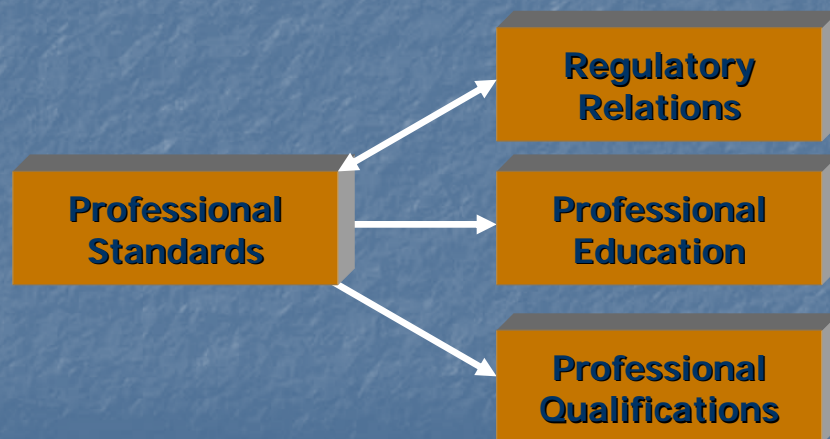 Regulatory
Relations
Professional
Standards
Professional
Education
Professional
Qualifications